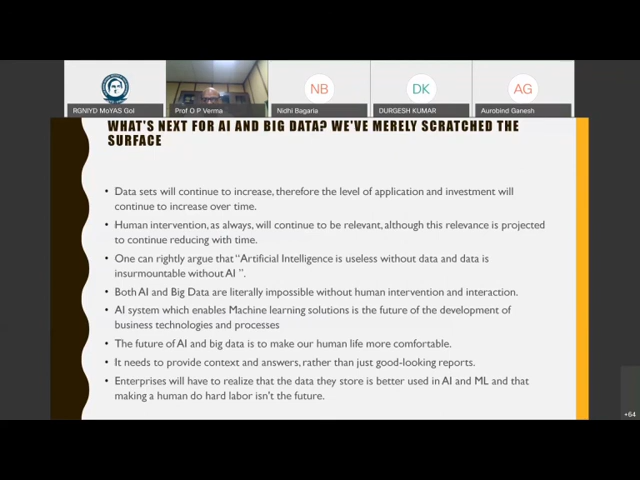 NB
DK
AG
RGNIYD MoYAS GoI
Prof O P Verma
Nidhi Bagaria
DURGESH KUMAR
Aurobind Ganesh
WHAT'S NEXT FOR AI AND BIG DATA? WE'VE MERELY SCRATCHED THE
SURFACE
• Data sets will continue to increase, therefore the level of application and investment will
continue to increase over time.
• Human intervention, as always, will continue to be relevant, although this relevance is projected
to continue reducing with time.
• One can rightly argue that “Artificial Intelligence is useless without data and data is
insurmountable without AI ”.
• Both AI and Big Data are literally impossible without human intervention and interaction.
• AI system which enables Machine learning solutions is the future of the development of
business technologies and processes
• The future of AI and big data is to make our human life more comfortable.
• It needs to provide context and answers, rather than just good-looking reports.
• Enterprises will have to realize that the data they store is better used in AI and ML and that
making a human do hard labor isn't the future.
+64